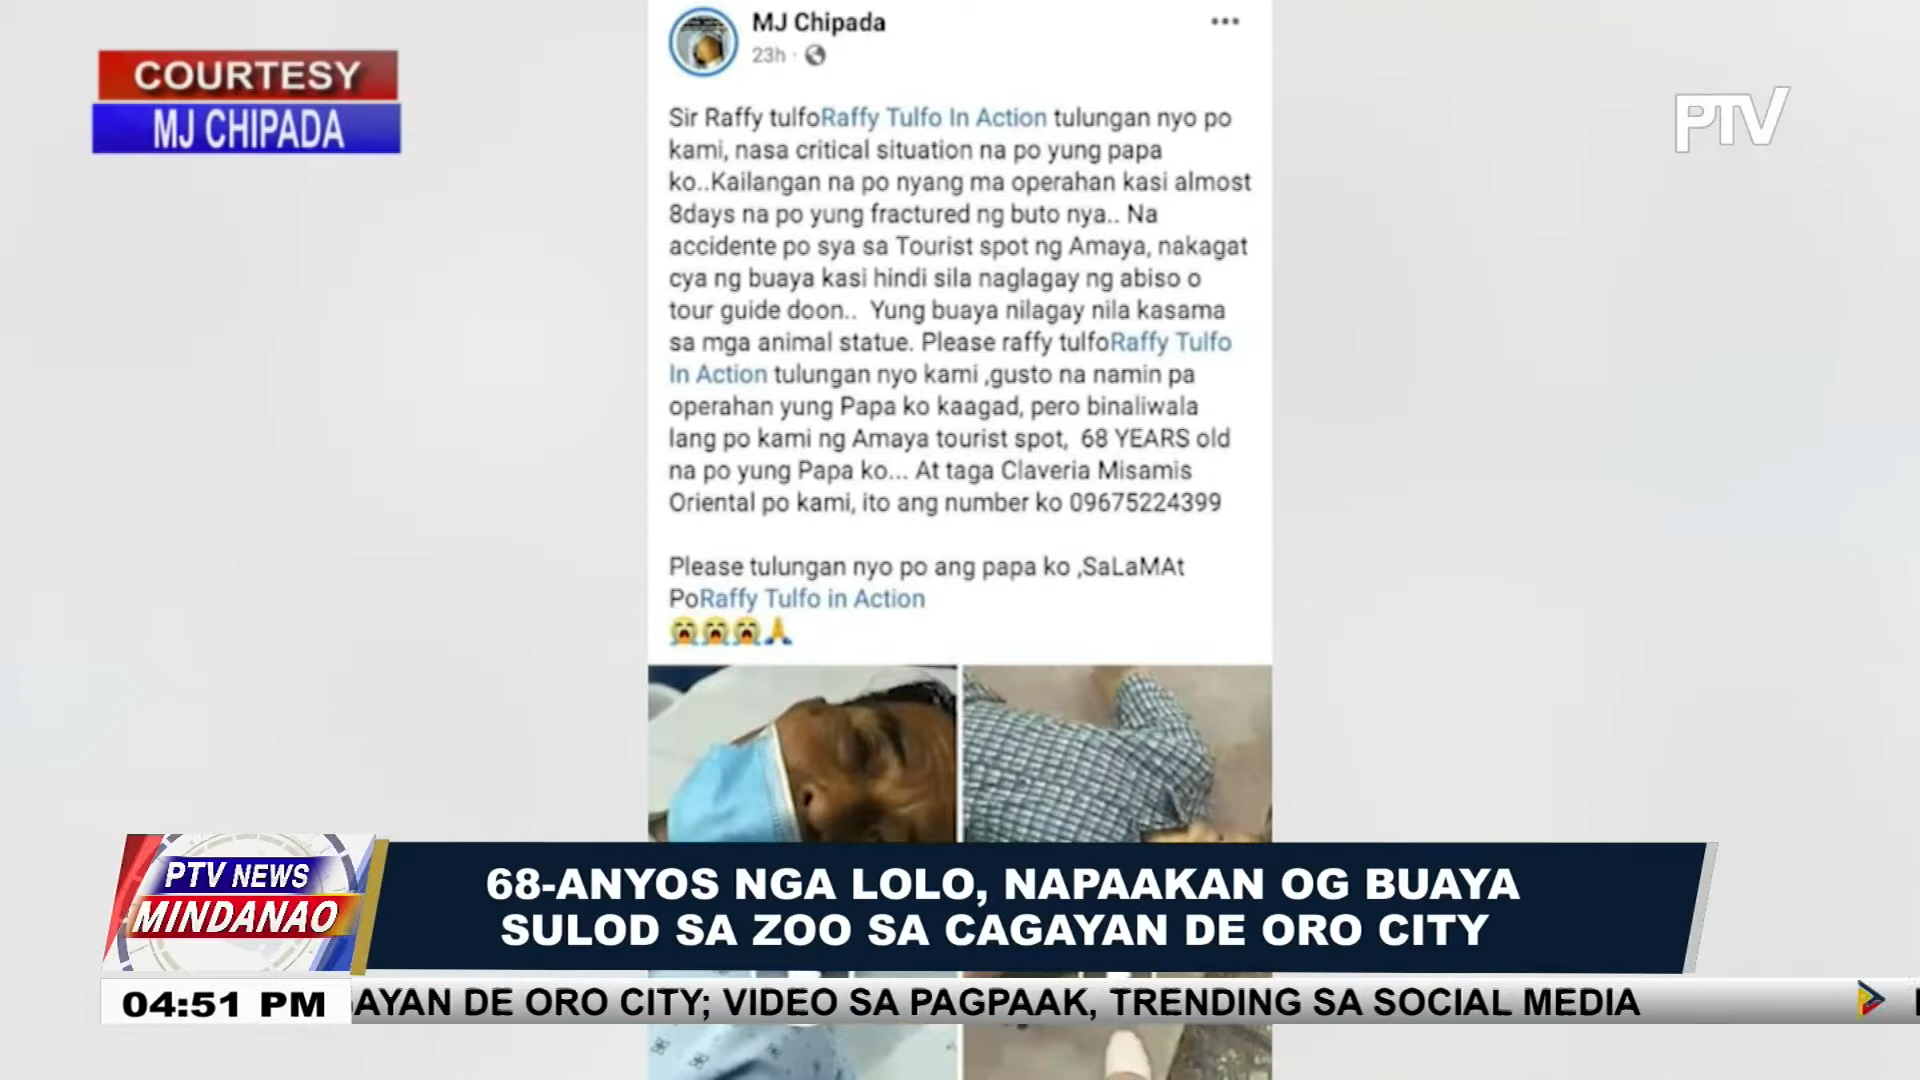 MJ Chipada
23h
COURTESY
MJ CHIPADA
PTV
Sir Raffy tulfoRaffy Tulfo In Action tulungan nyo po
kami, nasa critical situation na po yung papa
ko..Kailangan na po nyang ma operahan kasi almost
8days na po yung fractured ng buto nya.. Na
accidente po sya sa Tourist spot ng Amaya, nakagat
cya ng buaya kasi hindi sila naglagay ng abiso o
tour guide doon..  Yung buaya nilagay nila kasama
sa mga animal statue. Please raffy tulfoRaffy Tulfo
In Action tulungan nyo kami ,gusto na namin pa
operahan yung Papa ko kaagad, pero binaliwala
lang po kami ng Amaya tourist spot,  68 YEARS old
na po yung Papa ko... At taga Claveria Misamis
Oriental po kami, ito ang number ko 09675224399
Please tulungan nyo po ang papa ko ,SaLaMAt
PoRaffy Tulfo in Action
😭😭😭🙏
PTV NEWS
MINDANAO
68-ANYOS NGA LOLO, NAPAAKAN OG BUAYA
SULOD SA ZOO SA CAGAYAN DE ORO CITY
04:51 PM
AYAN DE ORO CITY; VIDEO SA PAGPAAK, TRENDING SA SOCIAL MEDIA